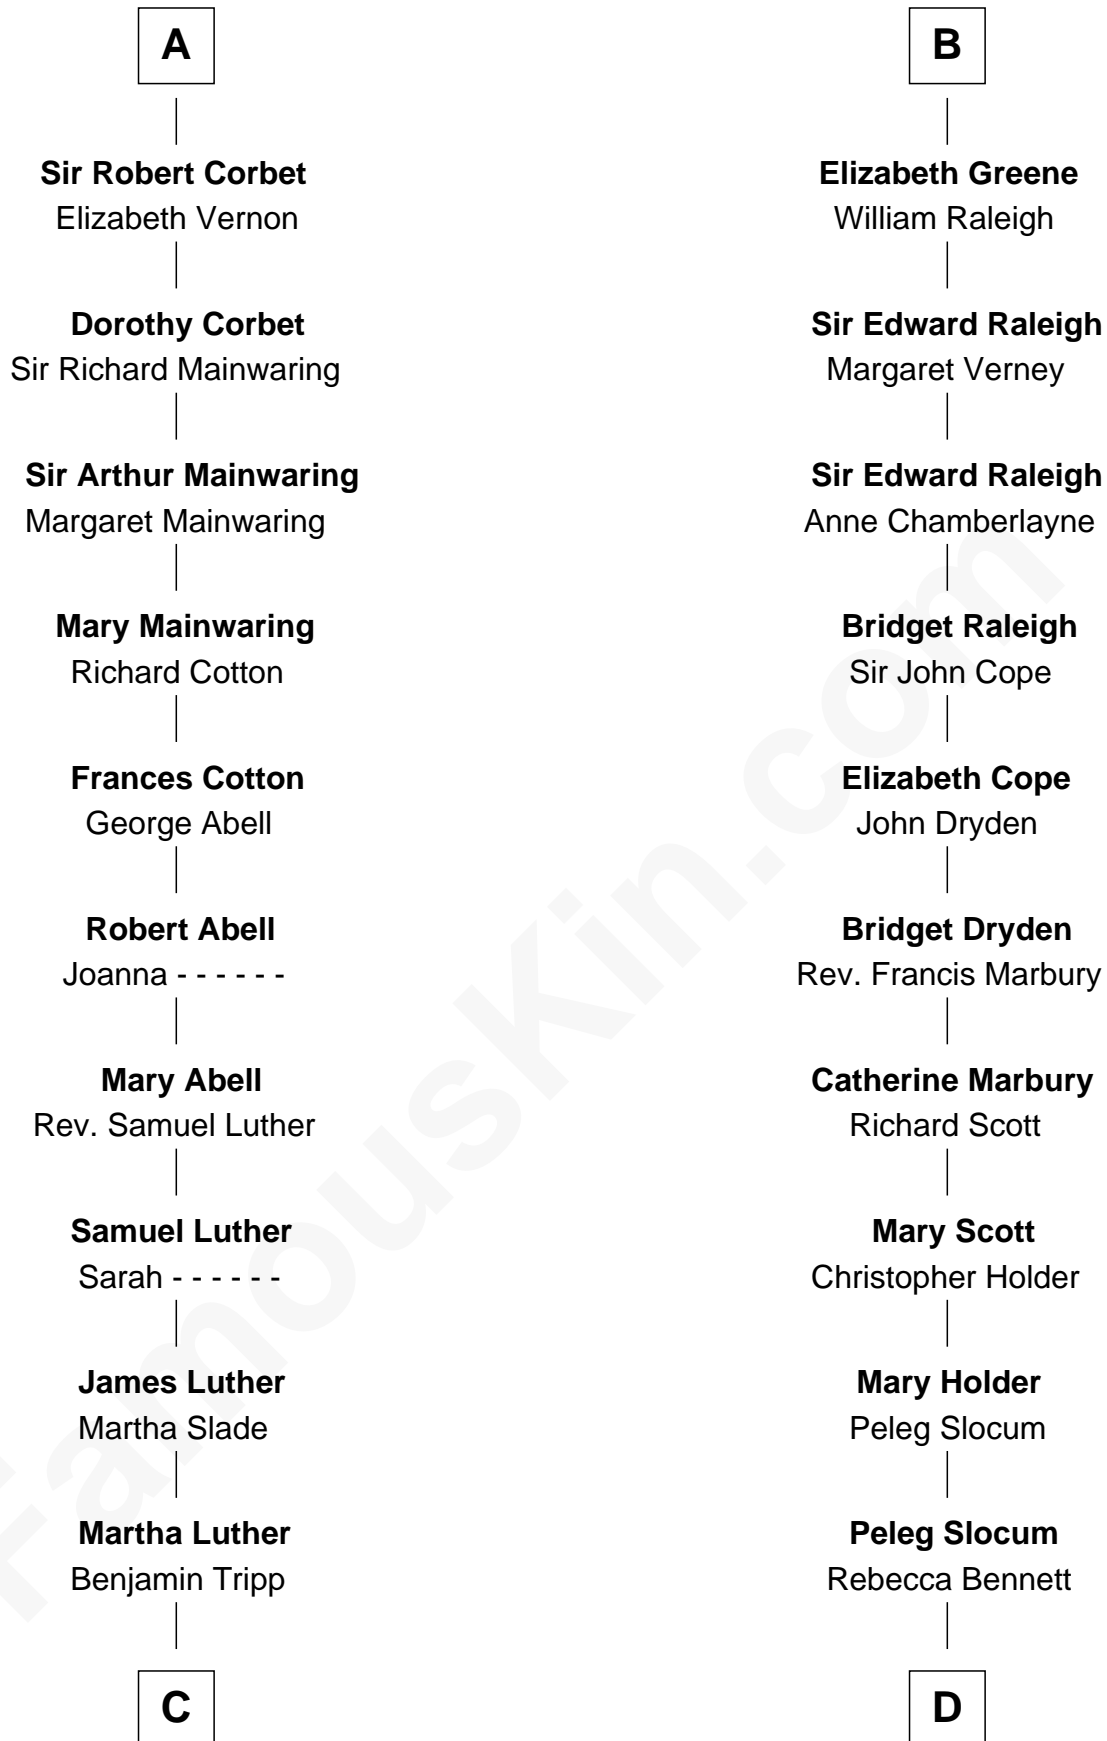 A
Sir Robert Corbet
Elizabeth Vernon
Dorothy Corbet
Sir Richard Mainwaring
Sir Arthur Mainwaring
Margaret Mainwaring
Mary Mainwaring
Richard Cotton
Frances Cotton
George Abell
Robert Abell
Joanna - - - - - -
Mary Abell
Rev. Samuel Luther
Samuel Luther
Sarah - - - - - -
James Luther
Martha Slade
Martha Luther
Benjamin Tripp
C
B
Elizabeth Greene
William Raleigh
Sir Edward Raleigh
Margaret Verney
Sir Edward Raleigh
Anne Chamberlayne
Bridget Raleigh
Sir John Cope
Elizabeth Cope
John Dryden
Bridget Dryden
Rev. Francis Marbury
Catherine Marbury
Richard Scott
Mary Scott
Christopher Holder
Mary Holder
Peleg Slocum
Peleg Slocum
Rebecca Bennett
D
FamousKin.com